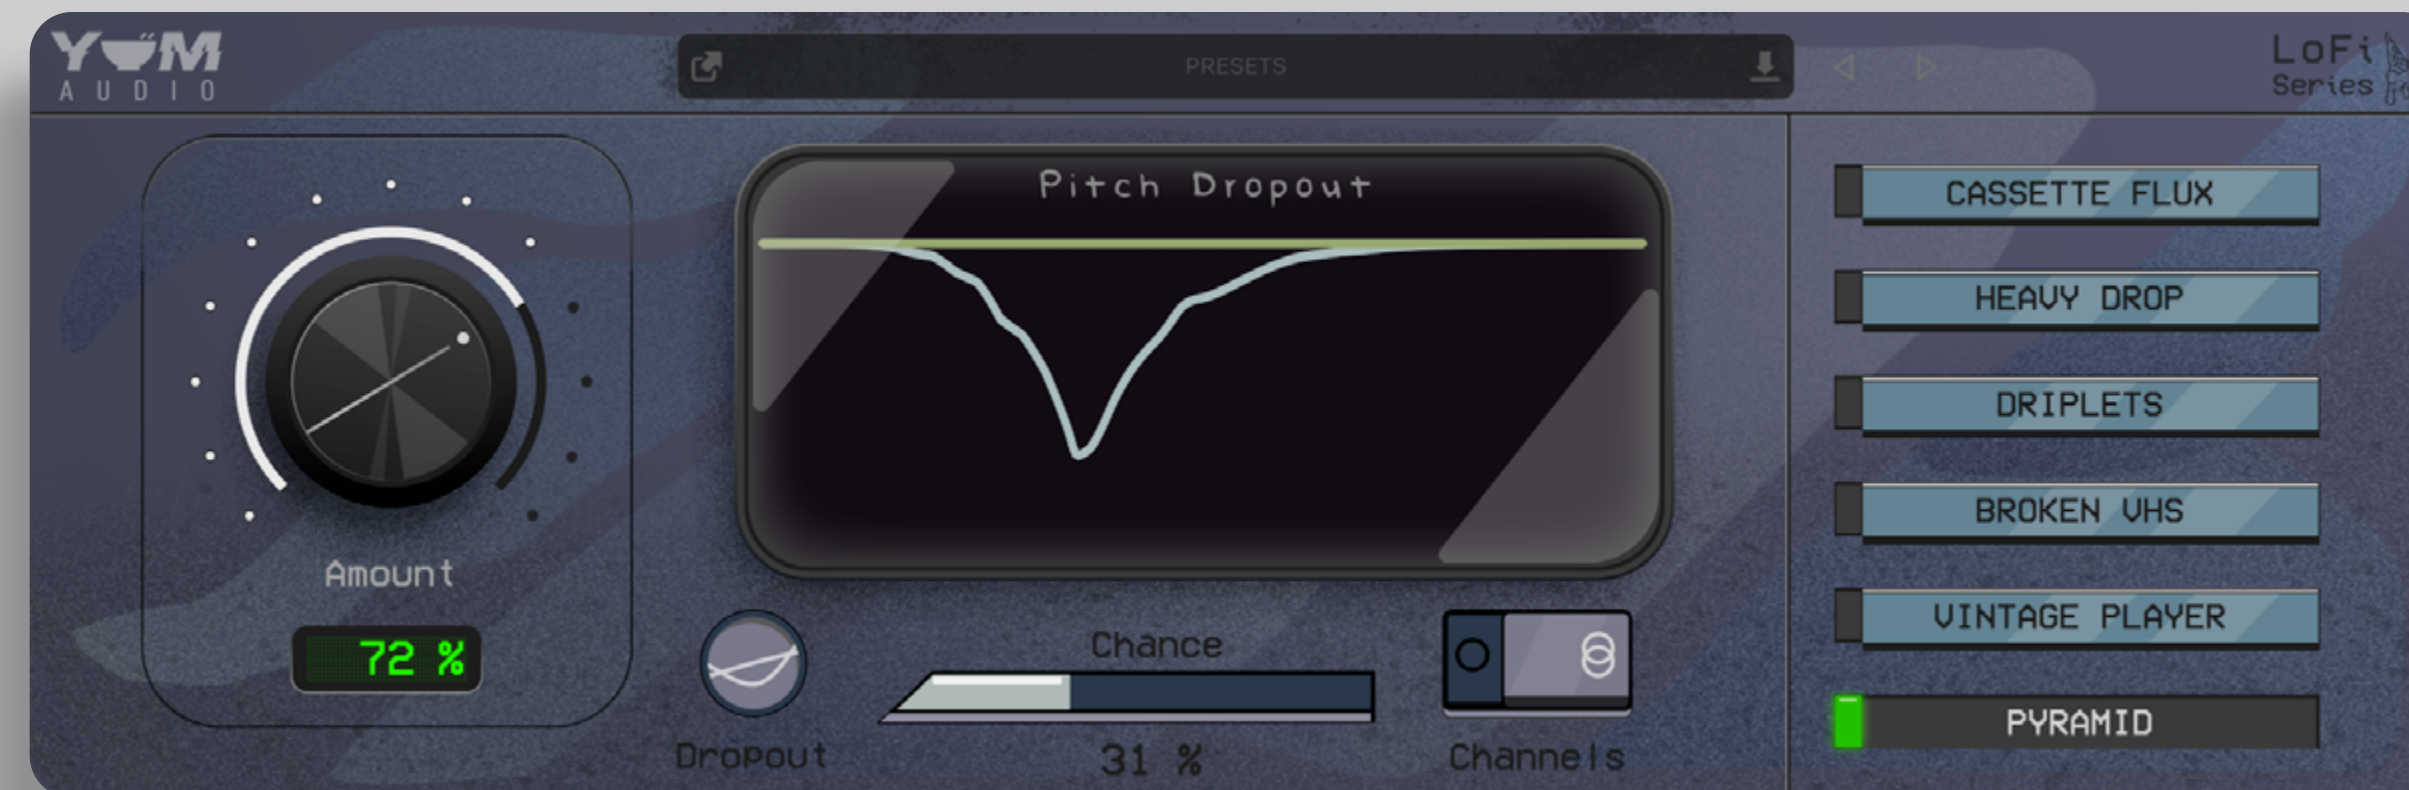 YUM
AUDIO
PRESETS
LoFi
Series
Pitch Dropout
CASSETTE FLUX
HEAVY DROP
DRIPLETS
BROKEN VHS
VINTAGE PLAYER
PYRAMID
Amount
72 %
Dropout
Chance
31 %
Channels